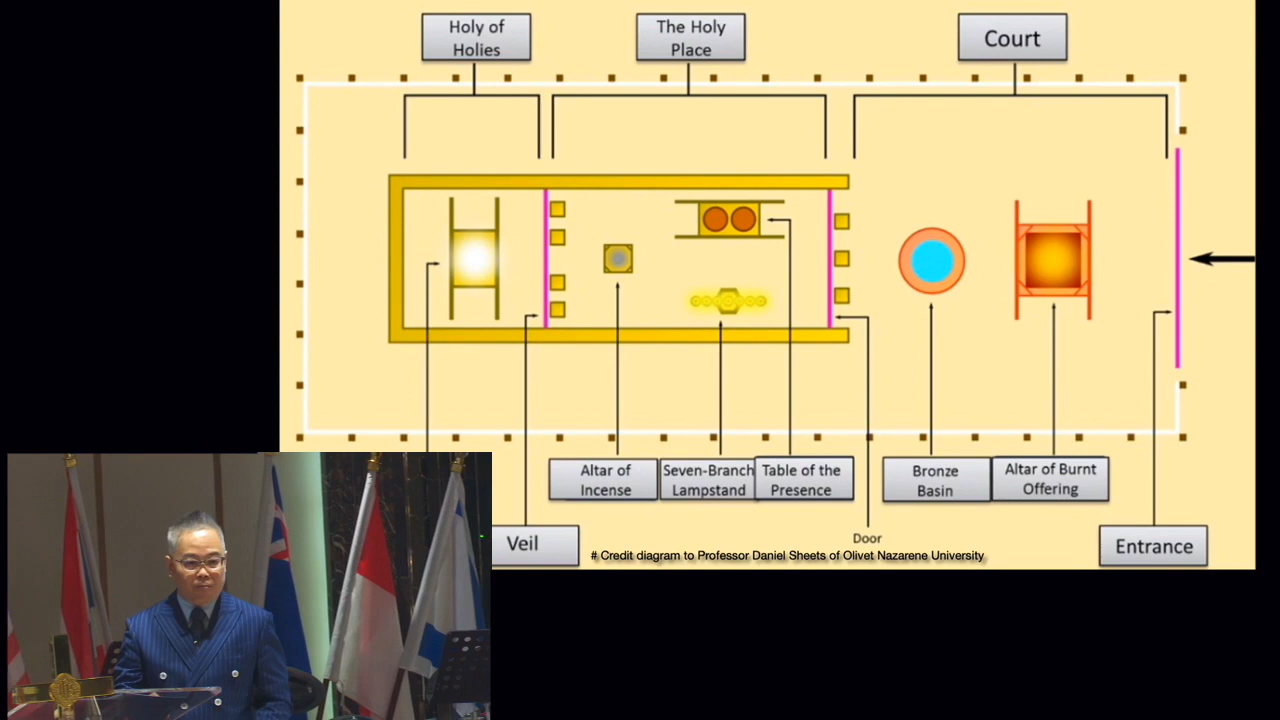 Holy of
Holies
The Holy
Place
Court
Altar of
Incense
Seven-Branch
Lampstand
Table of the
Presence
Bronze
Basin
Altar of Burnt
Offering
Veil
Door
Entrance
# Credit diagram to Professor Daniel Sheets of Olivet Nazarene University